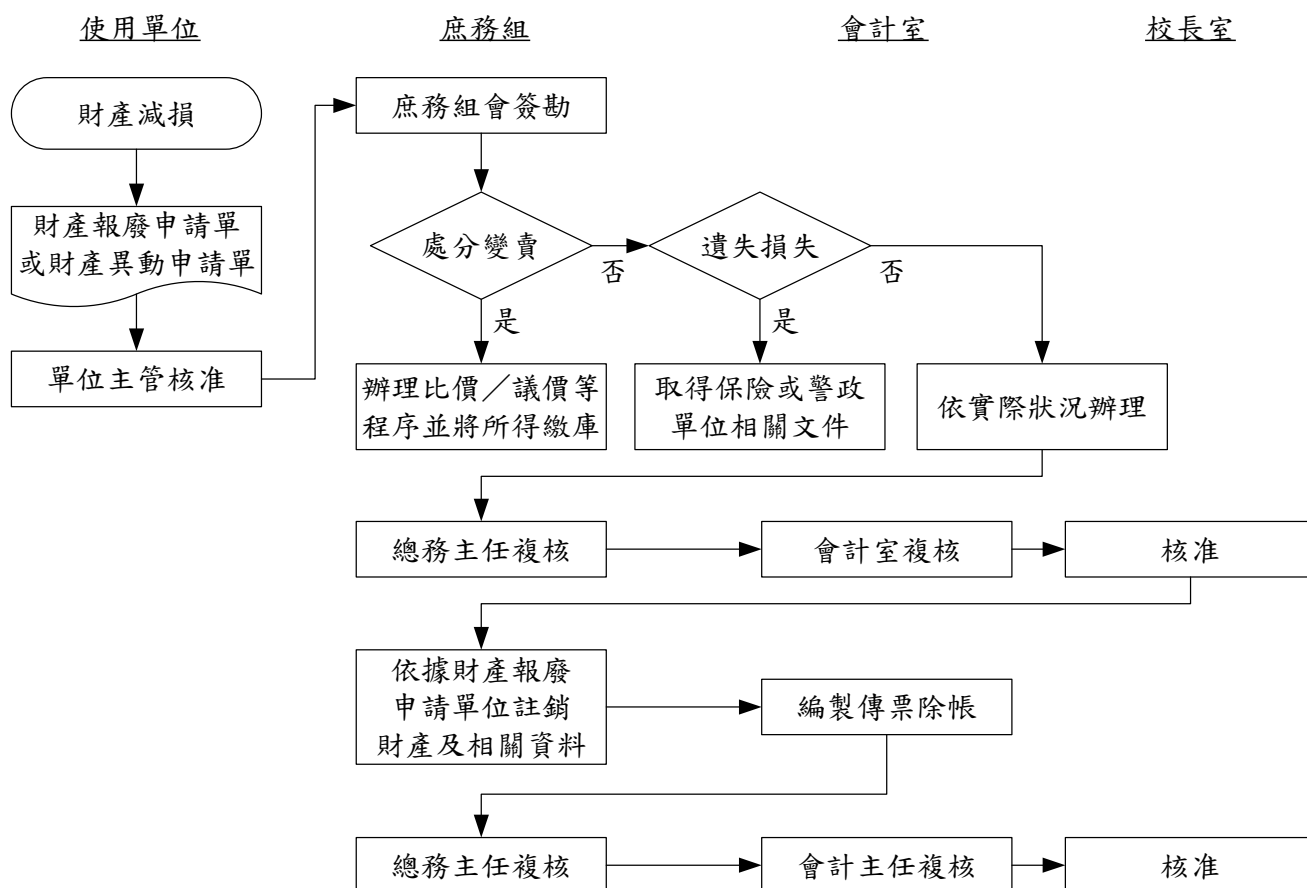 使用單位
庶務組
會計室
校長室
財產減損
庶務組會簽勘
財產報廢申請單
或財產異動申請單
處分變賣
否
遺失損失
否
是
是
單位主管核准
辦理比價／議價等
程序並將所得繳庫
取得保險或警政
單位相關文件
依實際狀況辦理
總務主任複核
會計室複核
核准
依據財產報廢
申請單位註銷
財產及相關資料
編製傳票除帳
總務主任複核
會計主任複核
核准